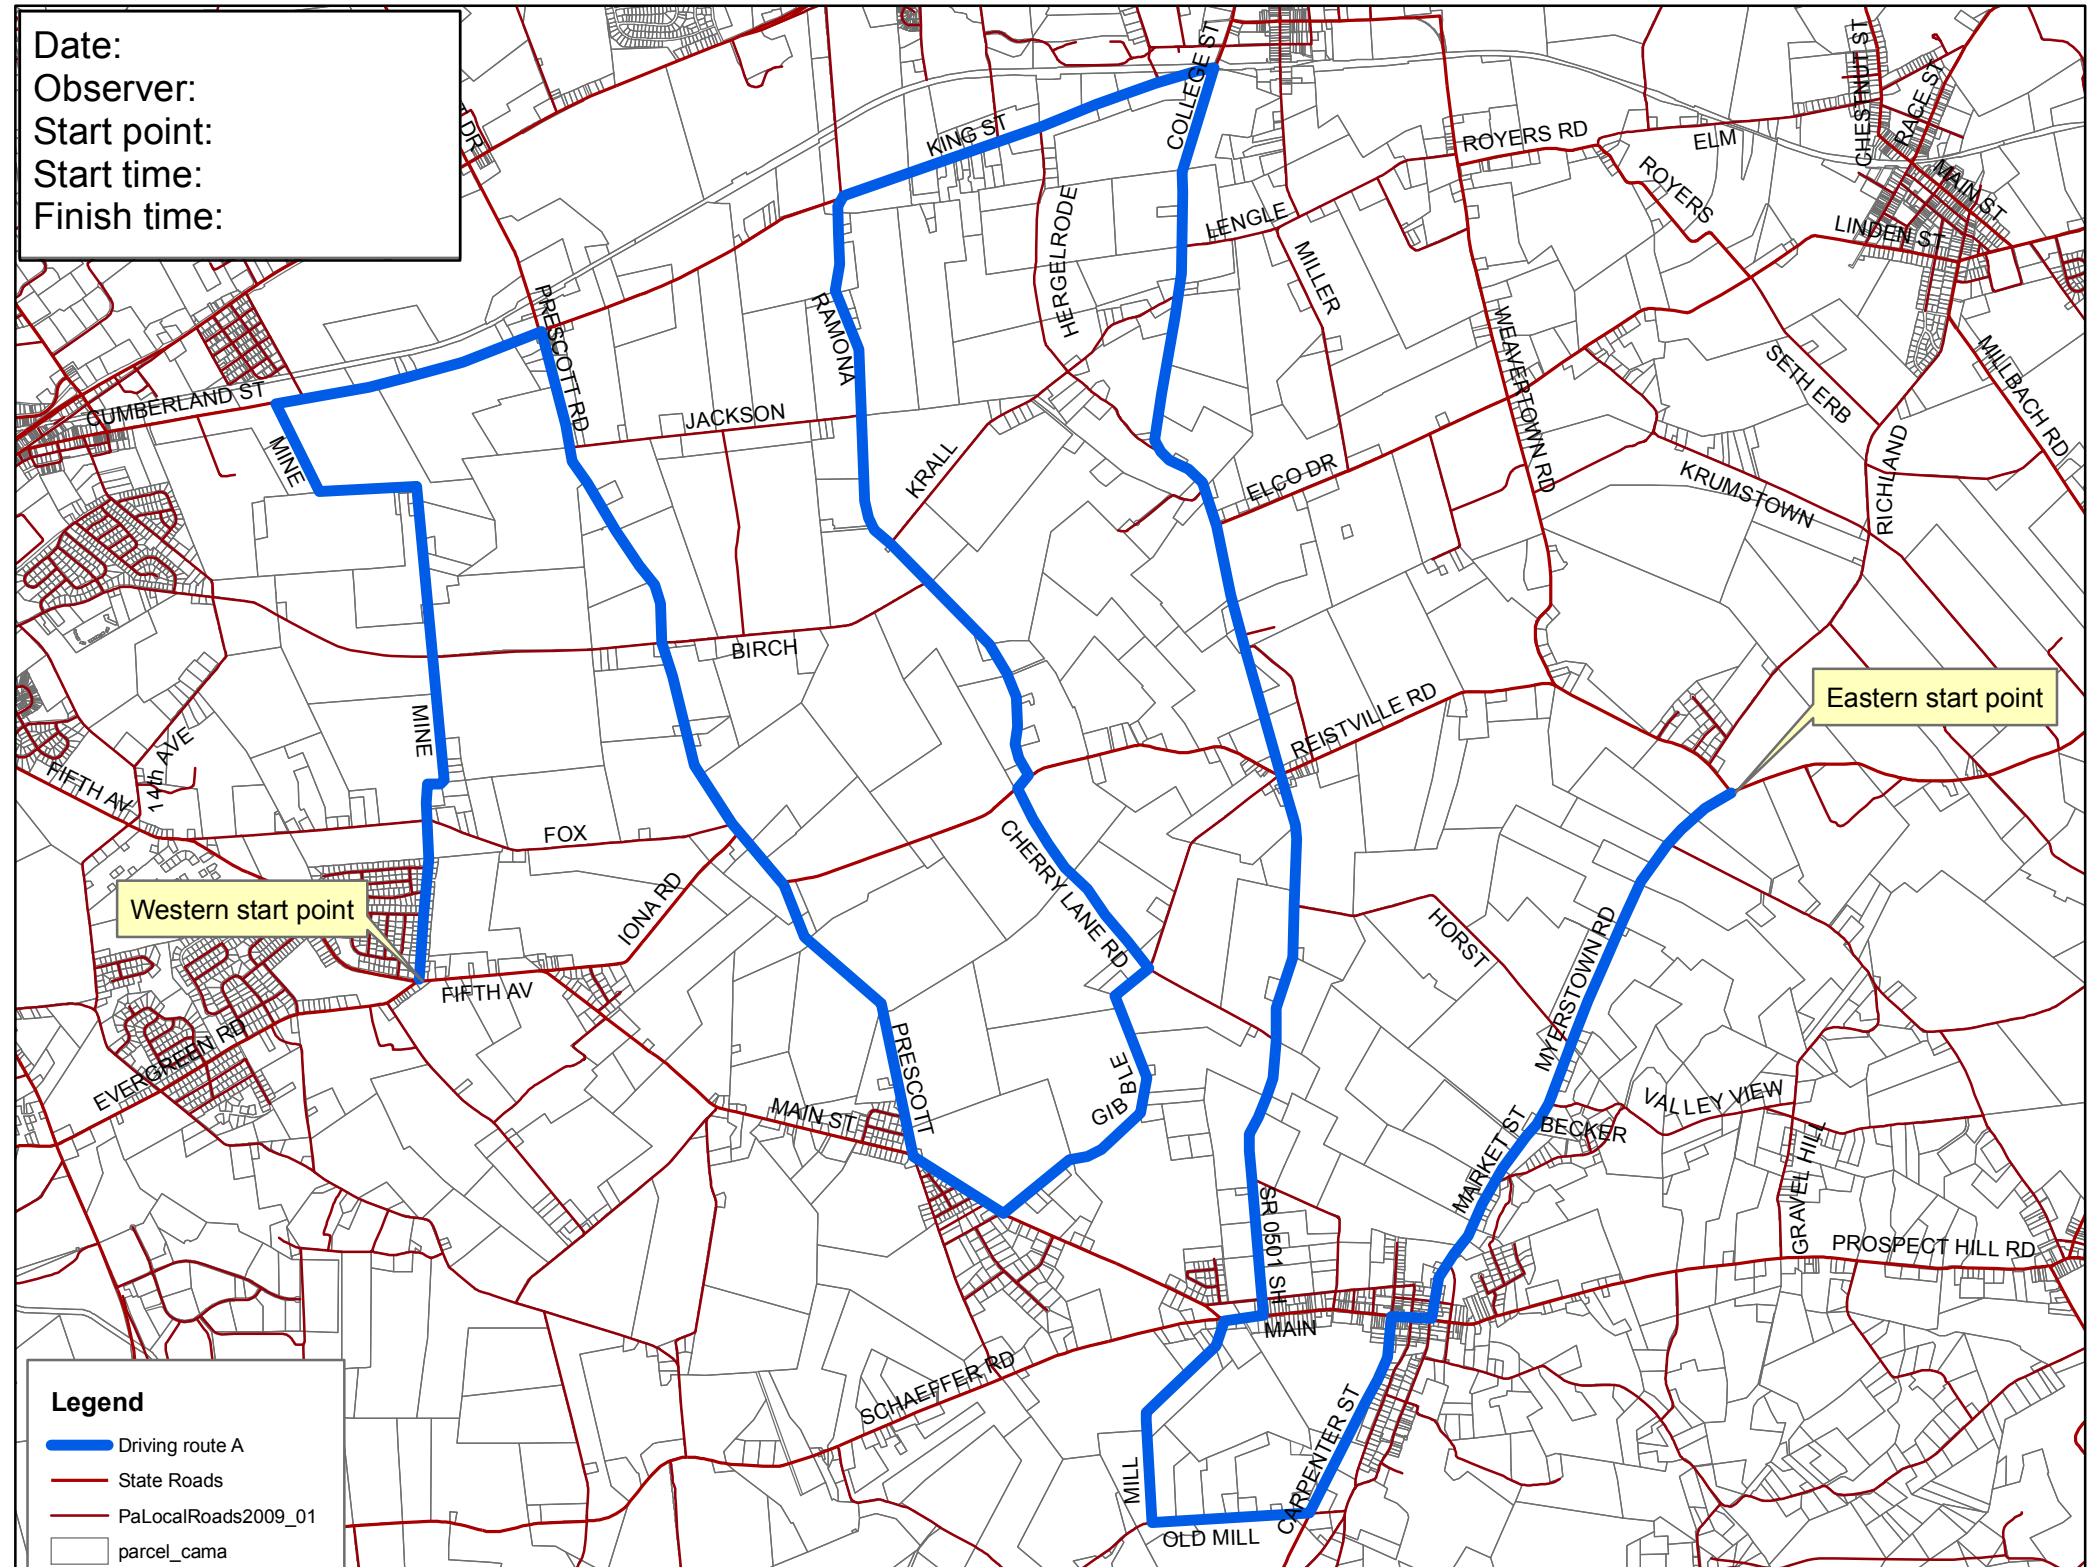 Date:
Observer:
Start point:
Start time:
Finish time:
COLLEGE ST
KING ST
ROYERS RD
ELM
CHESTNUT ST
RACE ST
MAIN ST
LINDEN ST
ROYERS
LENGLE
HERGELRODE
MILLER
PRESCOTT RD
RAMONA
WEAVERTOWN RD
SETH ERB
MILLBACH RD
CUMBERLAND ST
MINE
JACKSON
KRALL
ELCO DR
KRUMSTOWN
RICHLAND
BIRCH
MINE
14th AVE
FIFTH AV
REISTVILLE RD
Eastern start point
FOX
CHERRY LANE RD
IONA RD
Western start point
HORST
MYERSTOWN RD
FIFTH AV
EVERGREEN RD
PRESCOTT
GIB BLE
MAIN ST
VALLEY VIEW
BECKER
MARKET ST
GRAVEL HILL
PROSPECT HILL RD
SR 0501 SH
MAIN
SCHAEFFER RD
CARPENTER ST
MILL
OLD MILL
Legend
Driving route A
State Roads
PaLocalRoads2009_01
parcel_cama